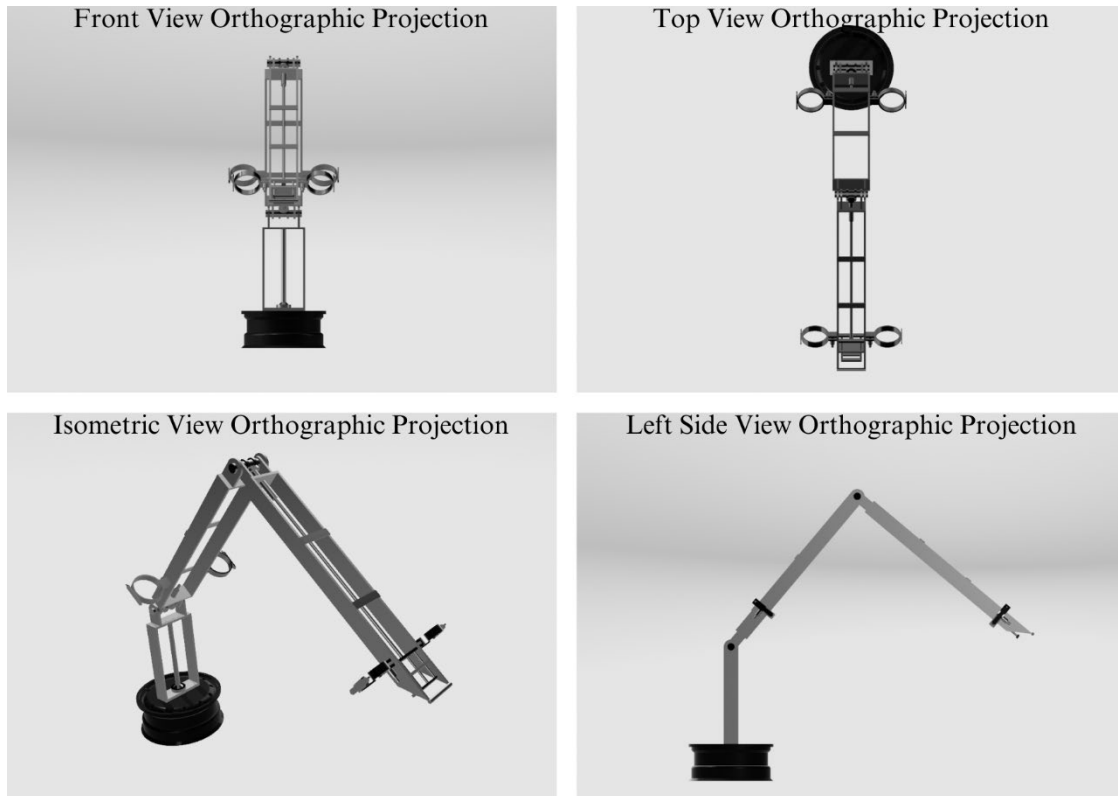 Front View Orthographic Projection
Top View Orthographic Projection
Isometric View Orthographic Projection
Left Side View Orthographic Projection